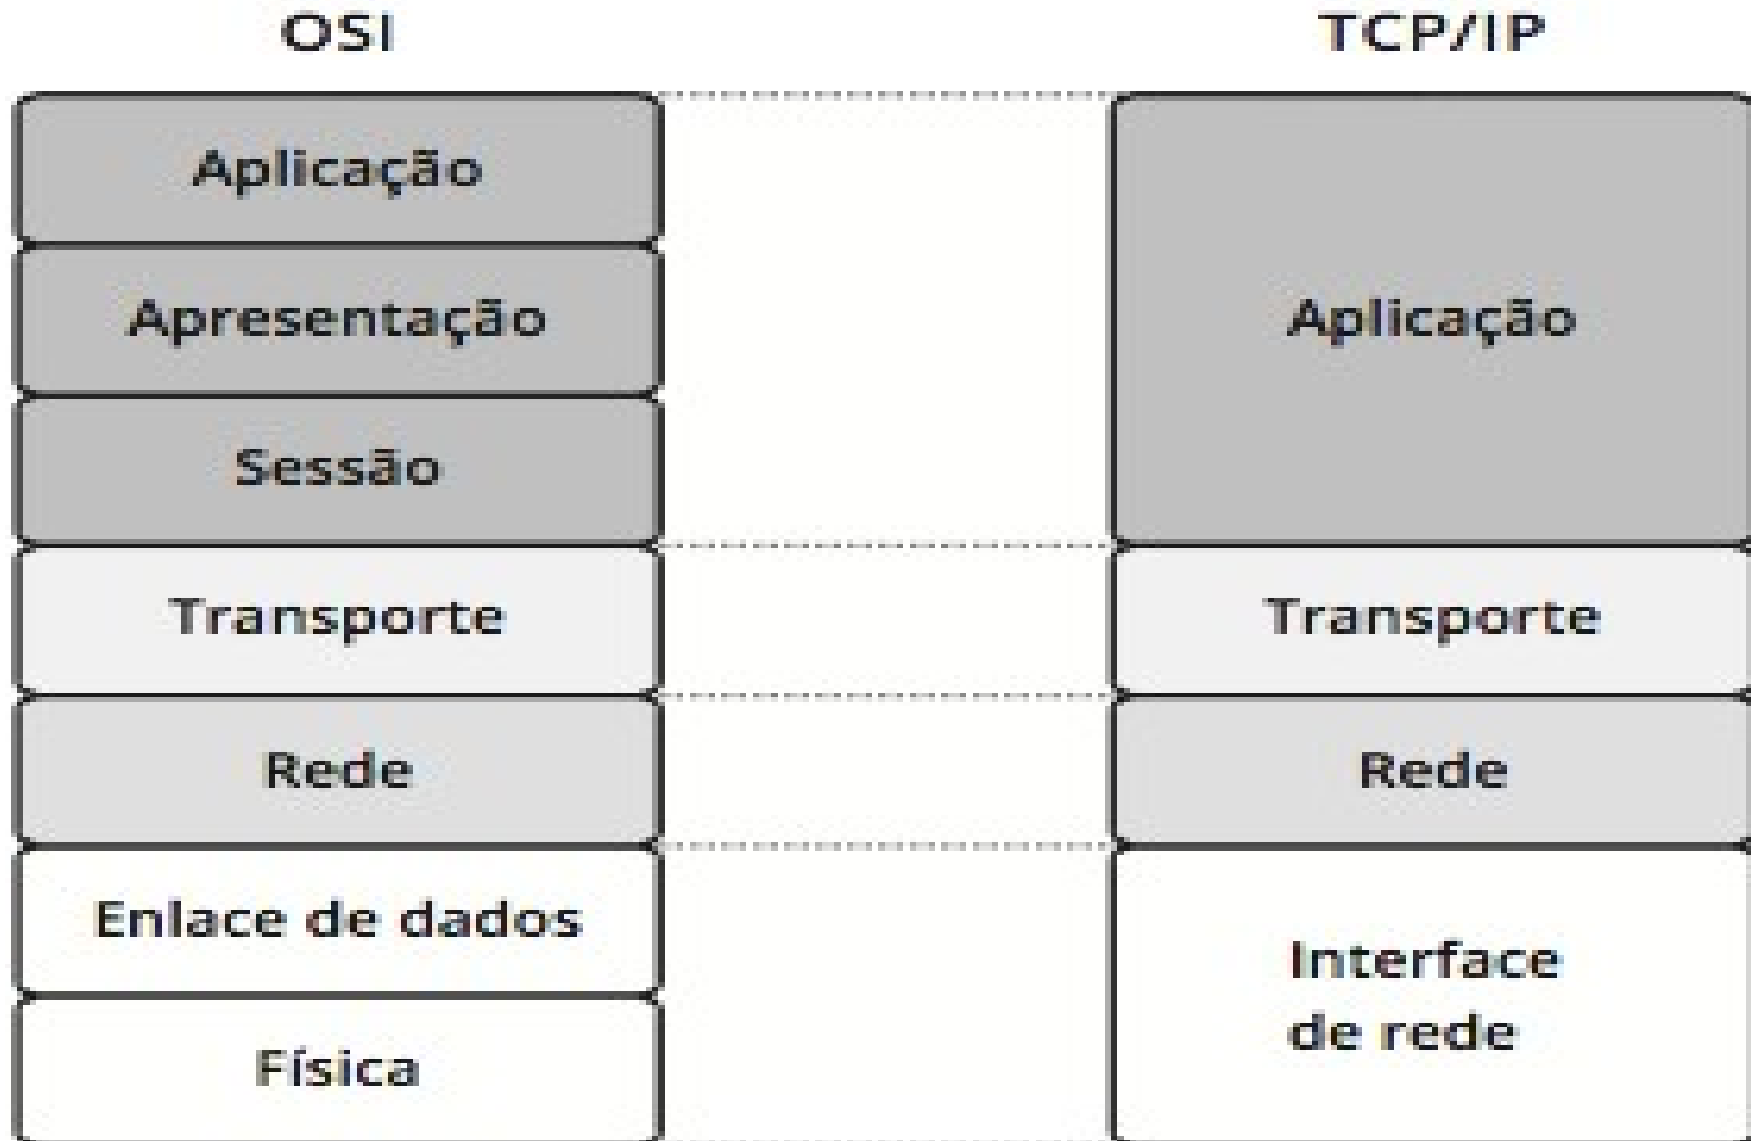 OSI
Aplicação
Apresentação
Sessão
Transporte
Rede
Enlace de dados
Física
TCP/IP
Aplicação
Transporte
Rede
Interface
de rede